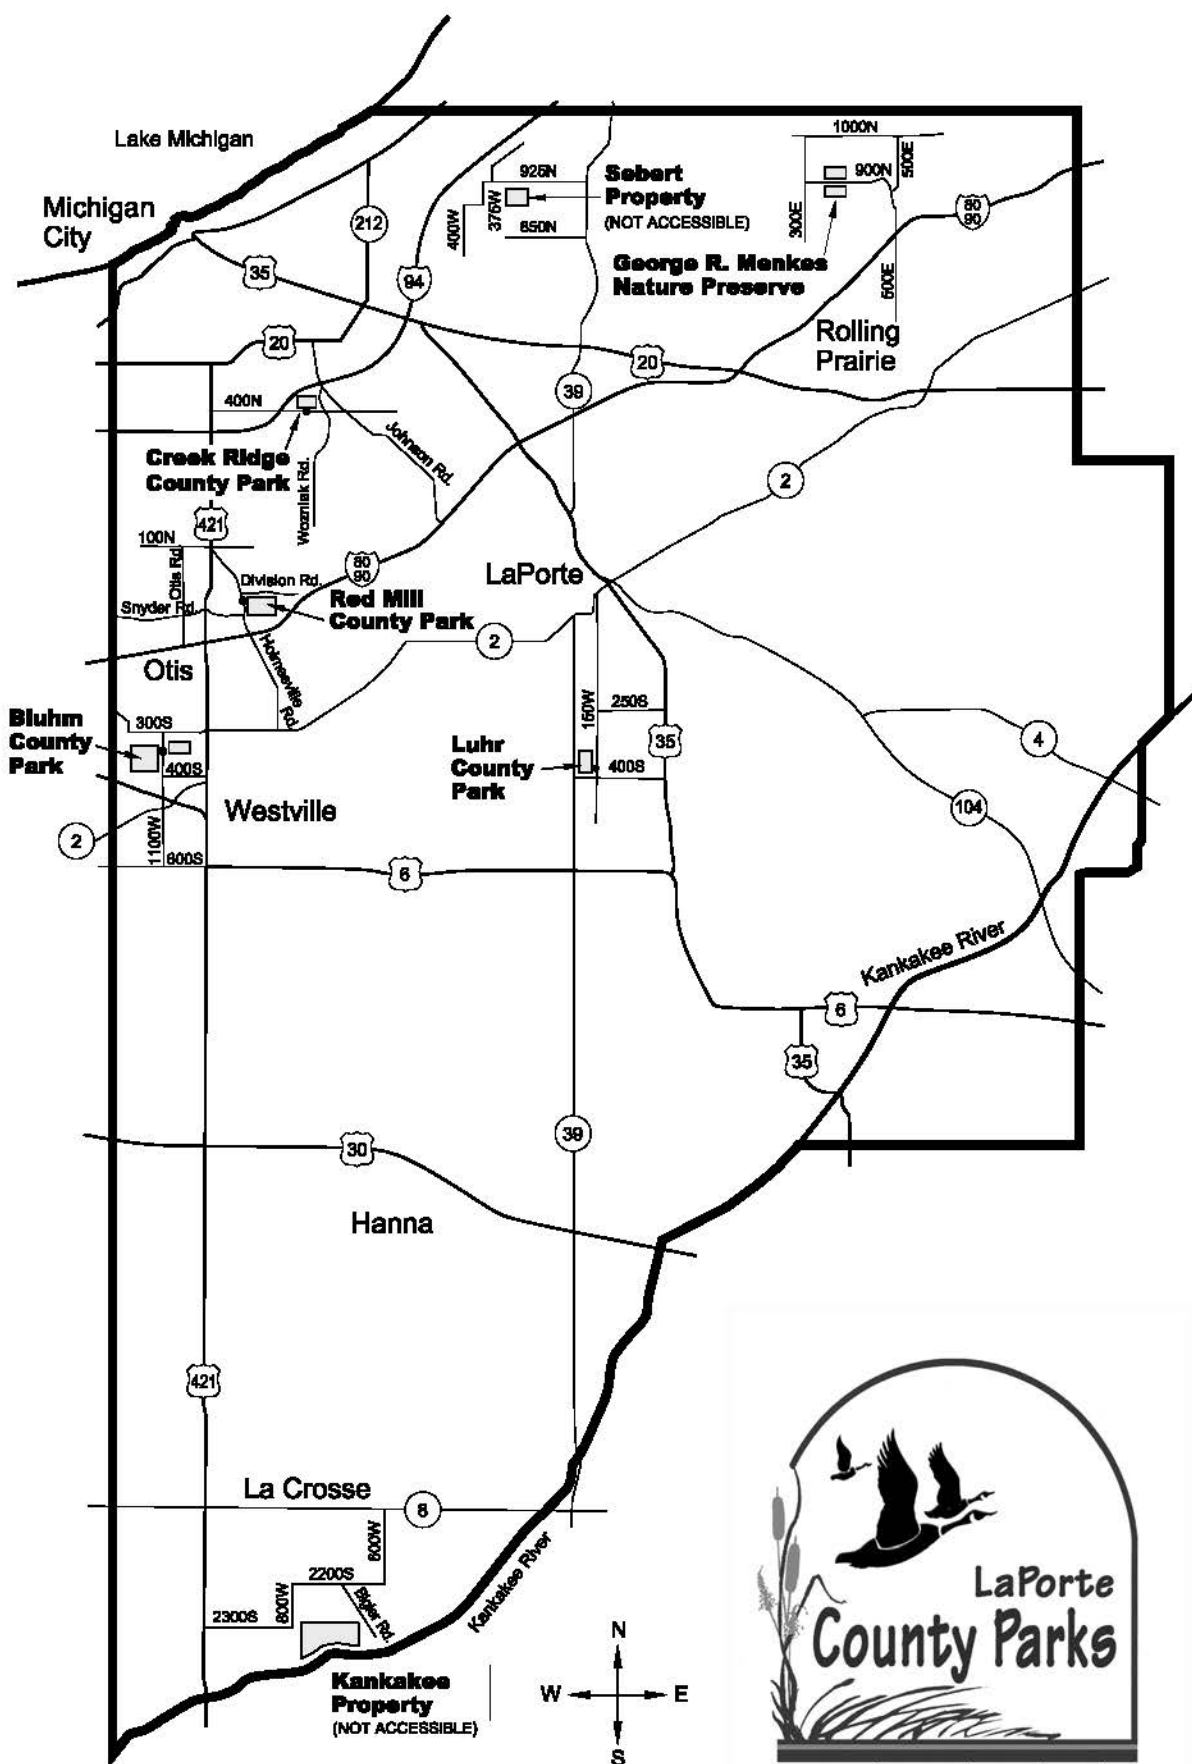 Lake Michigan
Michigan
City
1000N
500E
900N
300E
500E
925N
375W
400W
850N
Sebert
Property
(NOT ACCESSIBLE)
George R. Menkes
Nature Preserve
80
90
212
94
35
20
20
39
Rolling
Prairie
400N
Creek Ridge
County Park
Wozniak Rd.
Johnson Rd.
2
421
100N
Otis Rd.
Division Rd.
Snyder Rd.
80
90
LaPorte
Red Mill
County Park
2
Otis
Holmesville
Rd.
Bluhm
County
Park
300S
400S
1100W
600S
2
Westville
150W
250S
400S
Luhr
County
Park
35
4
104
6
Kankakee River
6
35
30
39
Hanna
421
La Crosse
8
600W
2200S
800W
2300S
Bigler Rd.
Kankakee River
Kankakee
Property
(NOT ACCESSIBLE)
N
W
E
S
LaPorte
County Parks